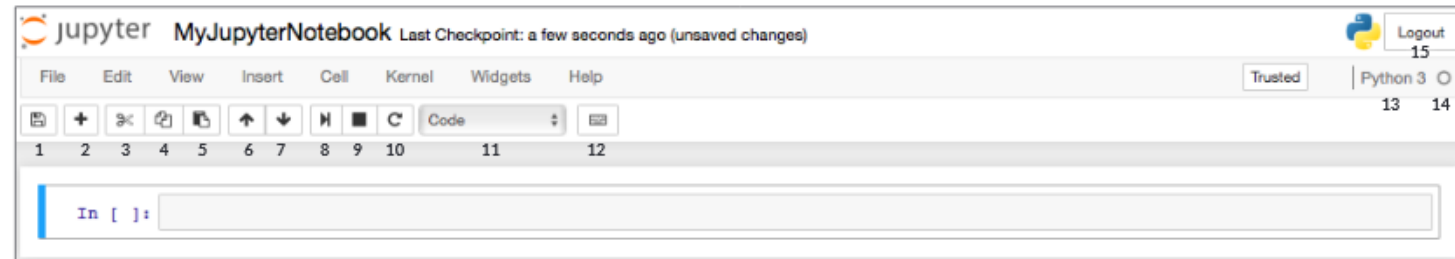 jupyter MyJupyterNotebook Last Checkpoint: a few seconds ago (unsaved changes) Logout
15
File Edit View Insert Cell Kernel Widgets Help Trusted Python 3
13 14
Code
1 2 3 4 5 6 7 8 9 10 11 12
In [ ]: